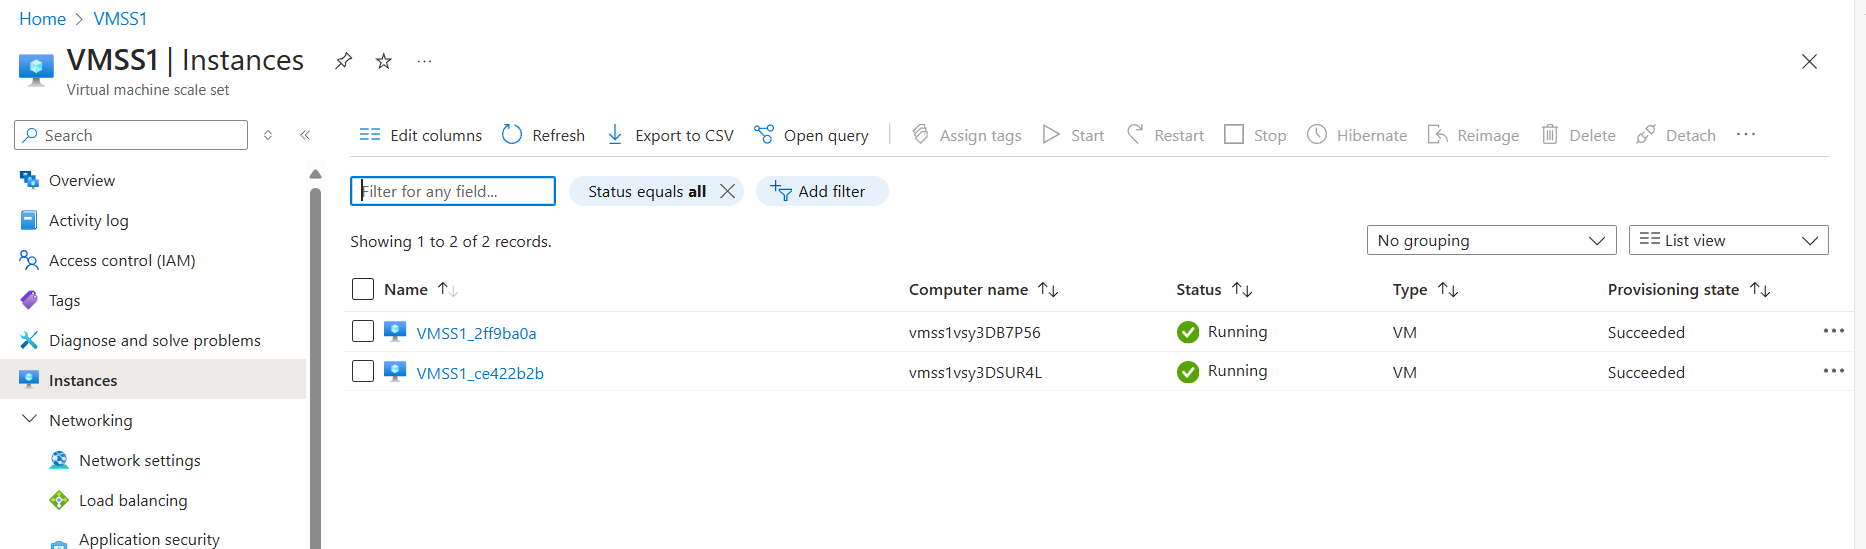 Home > VMSS1
VMSS1 | Instances ...
Virtual machine scale set
Search
Overview
Activity log
Access control (IAM)
Tags
Diagnose and solve problems
Instances
Networking
Network settings
Load balancing
Application security
Edit columns Refresh Export to CSV Open query Assign tags Start Restart Stop Hibernate Reimage Delete Detach ...
Filter for any field... Status equals all Add filter
Showing 1 to 2 of 2 records. No grouping List view
Name Computer name Status Type Provisioning state
VMSS1_2ff9ba0a vmss1vsy3DB7P56 Running VM Succeeded ...
VMSS1_ce422b2b vmss1vsy3DSUR4L Running VM Succeeded ...